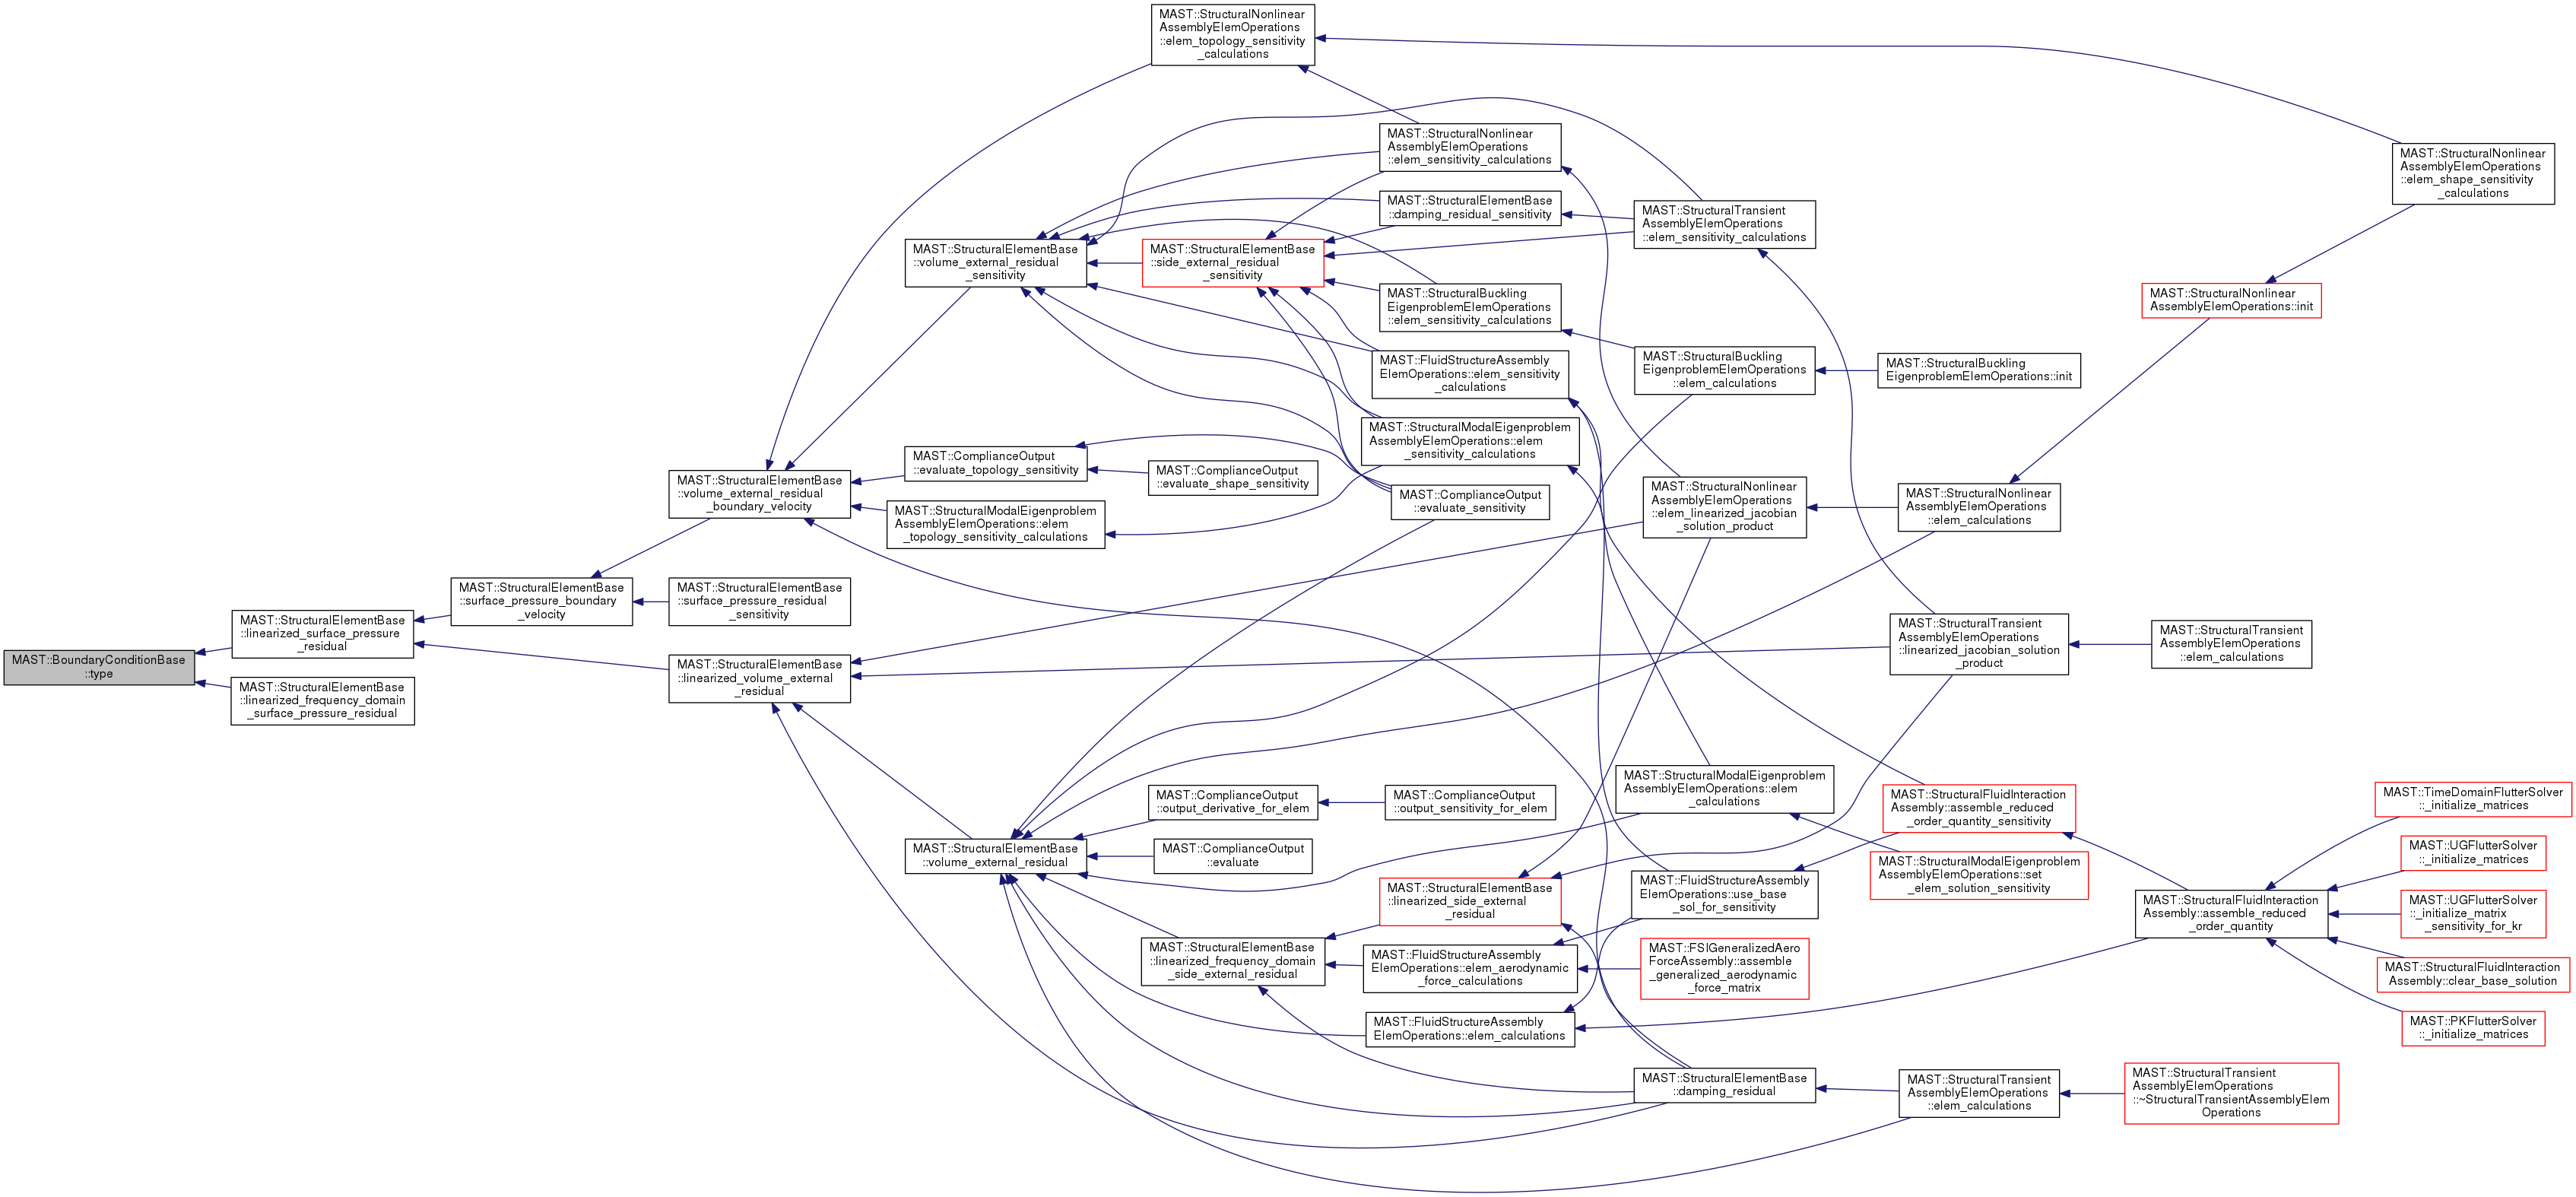 MAST::StructuralNonlinear
AssemblyElemOperations
::elem_topology_sensitivity
_calculations
MAST::StructuralNonlinear
AssemblyElemOperations
::elem_sensitivity_calculations
MAST::StructuralNonlinear
AssemblyElemOperations
::elem_shape_sensitivity
_calculations
MAST::StructuralElementBase
::damping_residual_sensitivity
MAST::StructuralTransient
AssemblyElemOperations
::elem_sensitivity_calculations
MAST::StructuralElementBase
::volume_external_residual
_sensitivity
MAST::StructuralElementBase
::side_external_residual
_sensitivity
MAST::StructuralBuckling
EigenproblemElemOperations
::elem_sensitivity_calculations
MAST::StructuralNonlinear
AssemblyElemOperations::init
MAST::FluidStructureAssembly
ElemOperations::elem_sensitivity
_calculations
MAST::StructuralBuckling
EigenproblemElemOperations
::elem_calculations
MAST::StructuralBuckling
EigenproblemElemOperations::init
MAST::StructuralModalEigenproblem
AssemblyElemOperations::elem
_sensitivity_calculations
MAST::ComplianceOutput
::evaluate_topology_sensitivity
MAST::ComplianceOutput
::evaluate_shape_sensitivity
MAST::StructuralElementBase
::volume_external_residual
_boundary_velocity
MAST::ComplianceOutput
::evaluate_sensitivity
MAST::StructuralNonlinear
AssemblyElemOperations
::elem_linearized_jacobian
_solution_product
MAST::StructuralNonlinear
AssemblyElemOperations
::elem_calculations
MAST::StructuralModalEigenproblem
AssemblyElemOperations::elem
_topology_sensitivity_calculations
MAST::StructuralElementBase
::surface_pressure_boundary
_velocity
MAST::StructuralElementBase
::surface_pressure_residual
_sensitivity
MAST::StructuralElementBase
::linearized_surface_pressure
_residual
MAST::StructuralTransient
AssemblyElemOperations
::linearized_jacobian_solution
_product
MAST::StructuralTransient
AssemblyElemOperations
::elem_calculations
MAST::BoundaryConditionBase
::type
MAST::StructuralElementBase
::linearized_volume_external
_residual
MAST::StructuralElementBase
::linearized_frequency_domain
_surface_pressure_residual
MAST::StructuralModalEigenproblem
AssemblyElemOperations::elem
_calculations
MAST::ComplianceOutput
::output_derivative_for_elem
MAST::ComplianceOutput
::output_sensitivity_for_elem
MAST::StructuralFluidInteraction
Assembly::assemble_reduced
_order_quantity_sensitivity
MAST::TimeDomainFlutterSolver
::_initialize_matrices
MAST::StructuralElementBase
::volume_external_residual
MAST::ComplianceOutput
::evaluate
MAST::UGFlutterSolver
::_initialize_matrices
MAST::StructuralModalEigenproblem
AssemblyElemOperations::set
_elem_solution_sensitivity
MAST::StructuralElementBase
::linearized_side_external
_residual
MAST::FluidStructureAssembly
ElemOperations::use_base
_sol_for_sensitivity
MAST::StructuralFluidInteraction
Assembly::assemble_reduced
_order_quantity
MAST::UGFlutterSolver
::_initialize_matrix
_sensitivity_for_kr
MAST::StructuralElementBase
::linearized_frequency_domain
_side_external_residual
MAST::FluidStructureAssembly
ElemOperations::elem_aerodynamic
_force_calculations
MAST::FSIGeneralizedAero
ForceAssembly::assemble
_generalized_aerodynamic
_force_matrix
MAST::StructuralFluidInteraction
Assembly::clear_base_solution
MAST::FluidStructureAssembly
ElemOperations::elem_calculations
MAST::PKFlutterSolver
::_initialize_matrices
MAST::StructuralElementBase
::damping_residual
MAST::StructuralTransient
AssemblyElemOperations
::elem_calculations
MAST::StructuralTransient
AssemblyElemOperations
::~StructuralTransientAssemblyElem
Operations